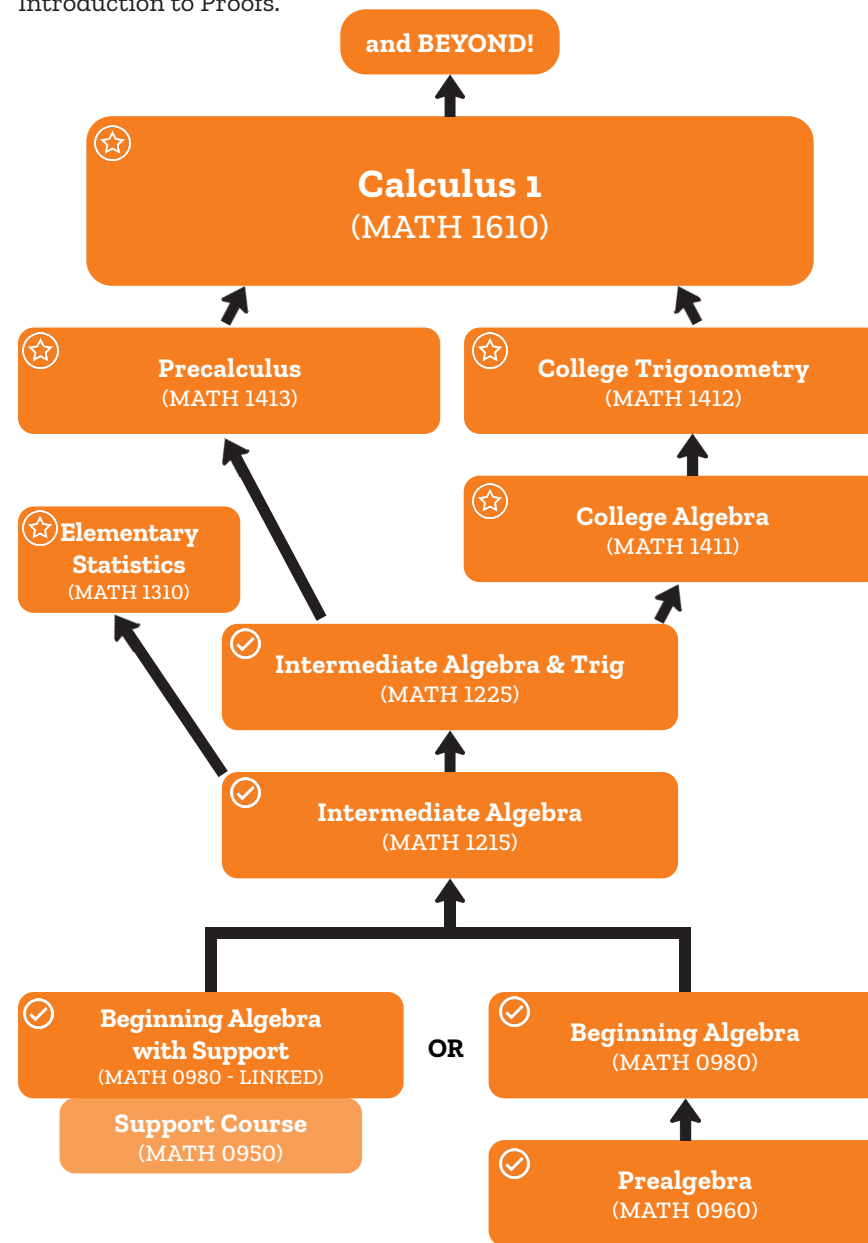 Introduction to Proofs.
and BEYOND!
Calculus 1
(MATH 1610)
Precalculus
(MATH 1413)
College Trigonometry
(MATH 1412)
College Algebra
(MATH 1411)
Elementary
Statistics
(MATH 1310)
Intermediate Algebra & Trig
(MATH 1225)
Intermediate Algebra
(MATH 1215)
Beginning Algebra
with Support
(MATH 0980 - LINKED)
Support Course
(MATH 0950)
OR
Beginning Algebra
(MATH 0980)
Prealgebra
(MATH 0960)